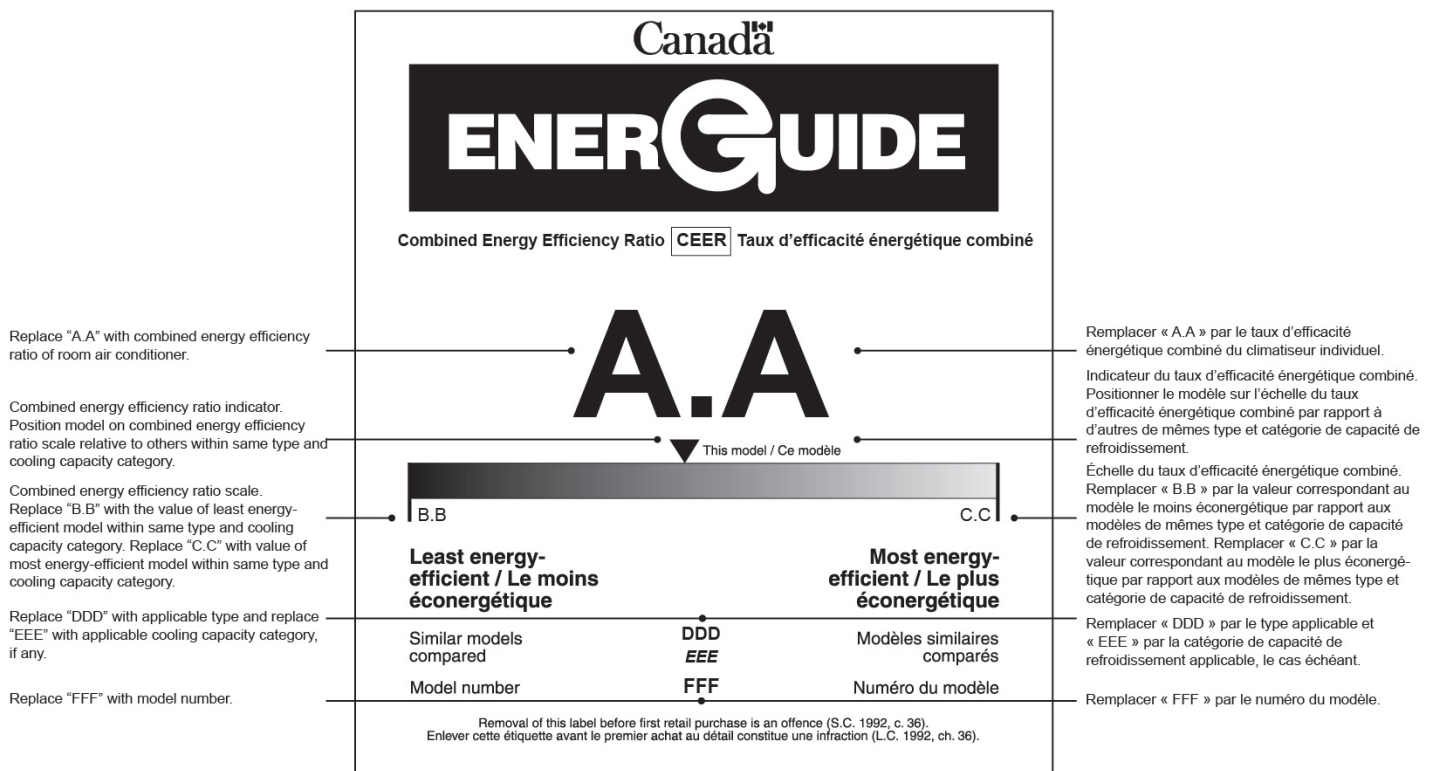 Canada
ENERGUIDE
Combined Energy Efficiency Ratio CEER Taux d’efficacité énergétique combiné
Replace “A.A” with combined energy efficiency
ratio of room air conditioner.
Combined energy efficiency ratio indicator.
Position model on combined energy efficiency
ratio scale relative to others within same type and
cooling capacity category.
Combined energy efficiency ratio scale.
Replace “B.B” with the value of least energy-
efficient model within same type and cooling
capacity category. Replace “C.C” with value of
most energy-efficient model within same type and
cooling capacity category.
Replace “DDD” with applicable type and replace
“EEE” with applicable cooling capacity category,
if any.
Replace “FFF” with model number.
A.A
This model / Ce modèle
B.B
C.C
Least energy-
efficient / Le moins
éconergétique
Most energy-
efficient / Le plus
éconergétique
Similar models
compared
DDD
EEE
Modèles similaires
comparés
Model number
FFF
Numéro du modèle
Removal of this label before first retail purchase is an offence (S.C. 1992, c. 36).
Enlever cette étiquette avant le premier achat au détail constitue une infraction (L.C. 1992, ch. 36).
Remplacer « A.A » par le taux d’efficacité
énergétique combiné du climatiseur individuel.
Indicateur du taux d’efficacité énergétique combiné.
Positionner le modèle sur l’échelle du taux
d’efficacité énergétique combiné par rapport à
d’autres de mêmes type et catégorie de capacité de
refroidissement.
Échelle du taux d’efficacité énergétique combiné.
Remplacer « B.B » par la valeur correspondant au
modèle le moins éconergétique par rapport aux
modèles de mêmes type et catégorie de capacité
de refroidissement. Remplacer « C.C » par la
valeur correspondant au modèle le plus éconergé-
tique par rapport aux modèles de mêmes type et
catégorie de capacité de refroidissement.
Remplacer « DDD » par le type applicable et
« EEE » par la catégorie de capacité de
refroidissement applicable, le cas échéant.
Remplacer « FFF » par le numéro du modèle.